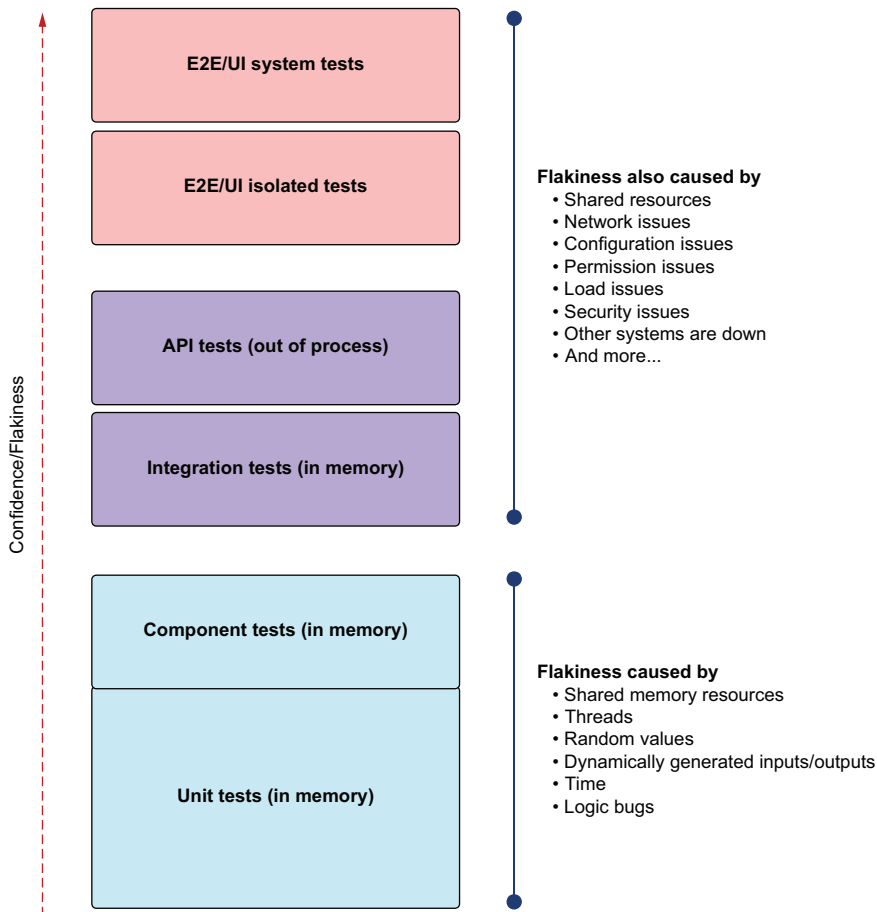 E2E/UI system tests
E2E/UI isolated tests
API tests (out of process)
Integration tests (in memory)
Component tests (in memory)
Unit tests (in memory)
Confidence/Flakiness
Flakiness also caused by
• Shared resources
• Network issues
• Configuration issues
• Permission issues
• Load issues
• Security issues
• Other systems are down
• And more...
Flakiness caused by
• Shared memory resources
• Threads
• Random values
• Dynamically generated inputs/outputs
• Time
• Logic bugs